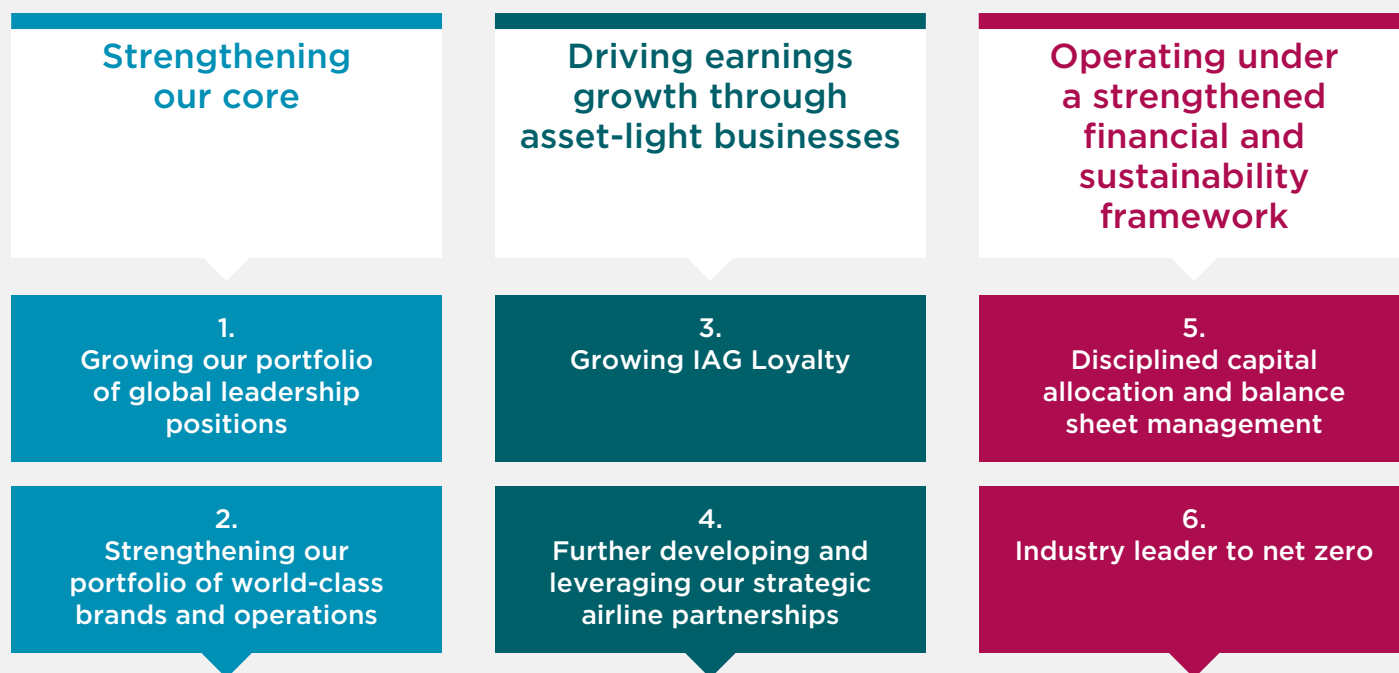 Strengthening
our core
Driving earnings
growth through
asset-light businesses
Operating under
a strengthened
financial and
sustainability
framework
1.
Growing our portfolio
of global leadership
positions
3.
Growing IAG Loyalty
5.
Disciplined capital
allocation and balance
sheet management
2.
Strengthening our
portfolio of world-class
brands and operations
4.
Further developing and
leveraging our strategic
airline partnerships
6.
Industry leader to net zero